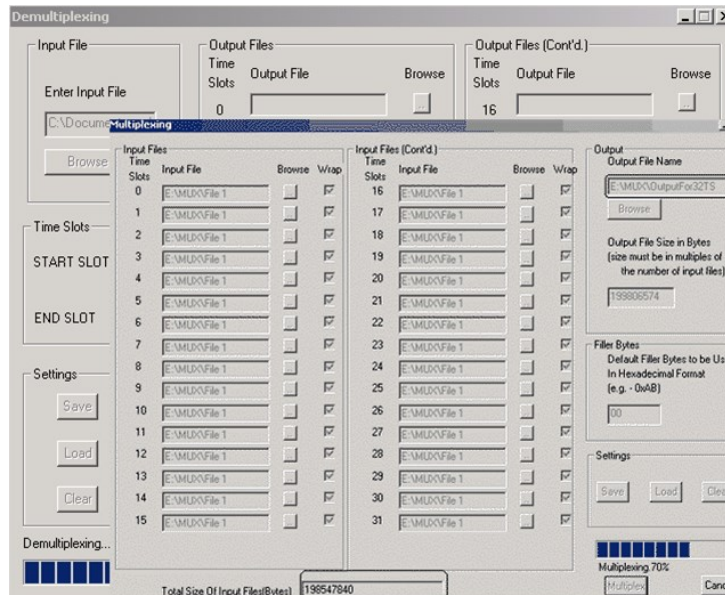 Demultiplexing
Input File
Enter Input File
C:\Docume
Browse
Output Files
Time Slots
Output File
Browse
0
...
Output Files (Cont'd.)
Time Slots
Output File
Browse
16
...
Time Slots
START SLOT
END SLOT
Settings
Save
Load
Clear
Demultiplexing...
Multiplexing
Input Files
Time Slots
Input File
Browse
Wrap
0 E:\MUX\File 1
1 E:\MUX\File 1
2 E:\MUX\File 1
3 E:\MUX\File 1
4 E:\MUX\File 1
5 E:\MUX\File 1
6 E:\MUX\File 1
7 E:\MUX\File 1
8 E:\MUX\File 1
9 E:\MUX\File 1
10 E:\MUX\File 1
11 E:\MUX\File 1
12 E:\MUX\File 1
13 E:\MUX\File 1
14 E:\MUX\File 1
15 E:\MUX\File 1
Input Files (Cont'd.)
Time Slots
Input File
Browse
Wrap
16 E:\MUX\File 1
17 E:\MUX\File 1
18 E:\MUX\File 1
19 E:\MUX\File 1
20 E:\MUX\File 1
21 E:\MUX\File 1
22 E:\MUX\File 1
23 E:\MUX\File 1
24 E:\MUX\File 1
25 E:\MUX\File 1
26 E:\MUX\File 1
27 E:\MUX\File 1
28 E:\MUX\File 1
29 E:\MUX\File 1
30 E:\MUX\File 1
31 E:\MUX\File 1
Total Size Of Input Files(Bytes) 198547840
Output
Output File Name
E:\MUX\OutputFor32TS
Browse
Output File Size in Bytes
(size must be in multiples of
the number of input files)
199806574
Filler Bytes
Default Filler Bytes to be Us
In Hexadecimal Format
(e.g. - 0xAB)
00
Settings
Save
Load
Clea
Multiplexing.70%
Multiplex
Canc